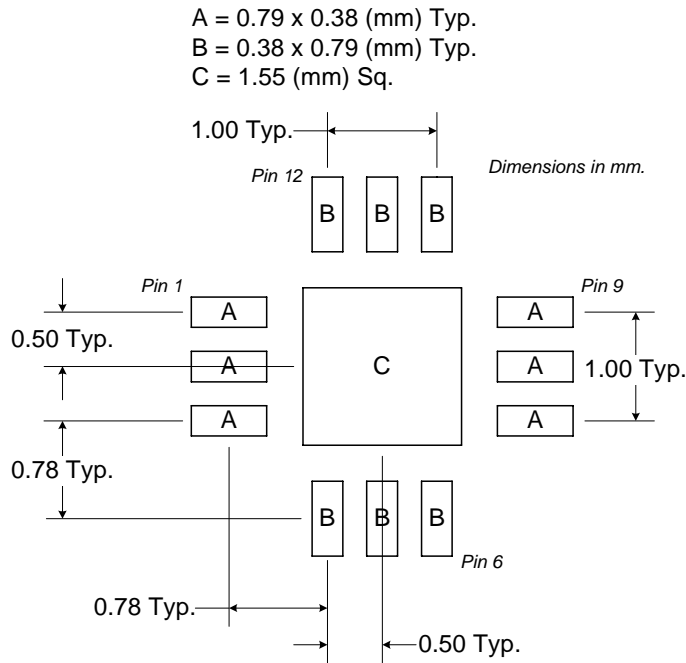 A = 0.79 x 0.38 (mm) Typ.
B = 0.38 x 0.79 (mm) Typ.
C = 1.55 (mm) Sq.
1.00 Typ.
Dimensions in mm.
Pin 12
B B B
Pin 1
Pin 9
A A
0.50 Typ.
A C A
1.00 Typ.
A A
0.78 Typ.
B B B
Pin 6
0.78 Typ.
0.50 Typ.